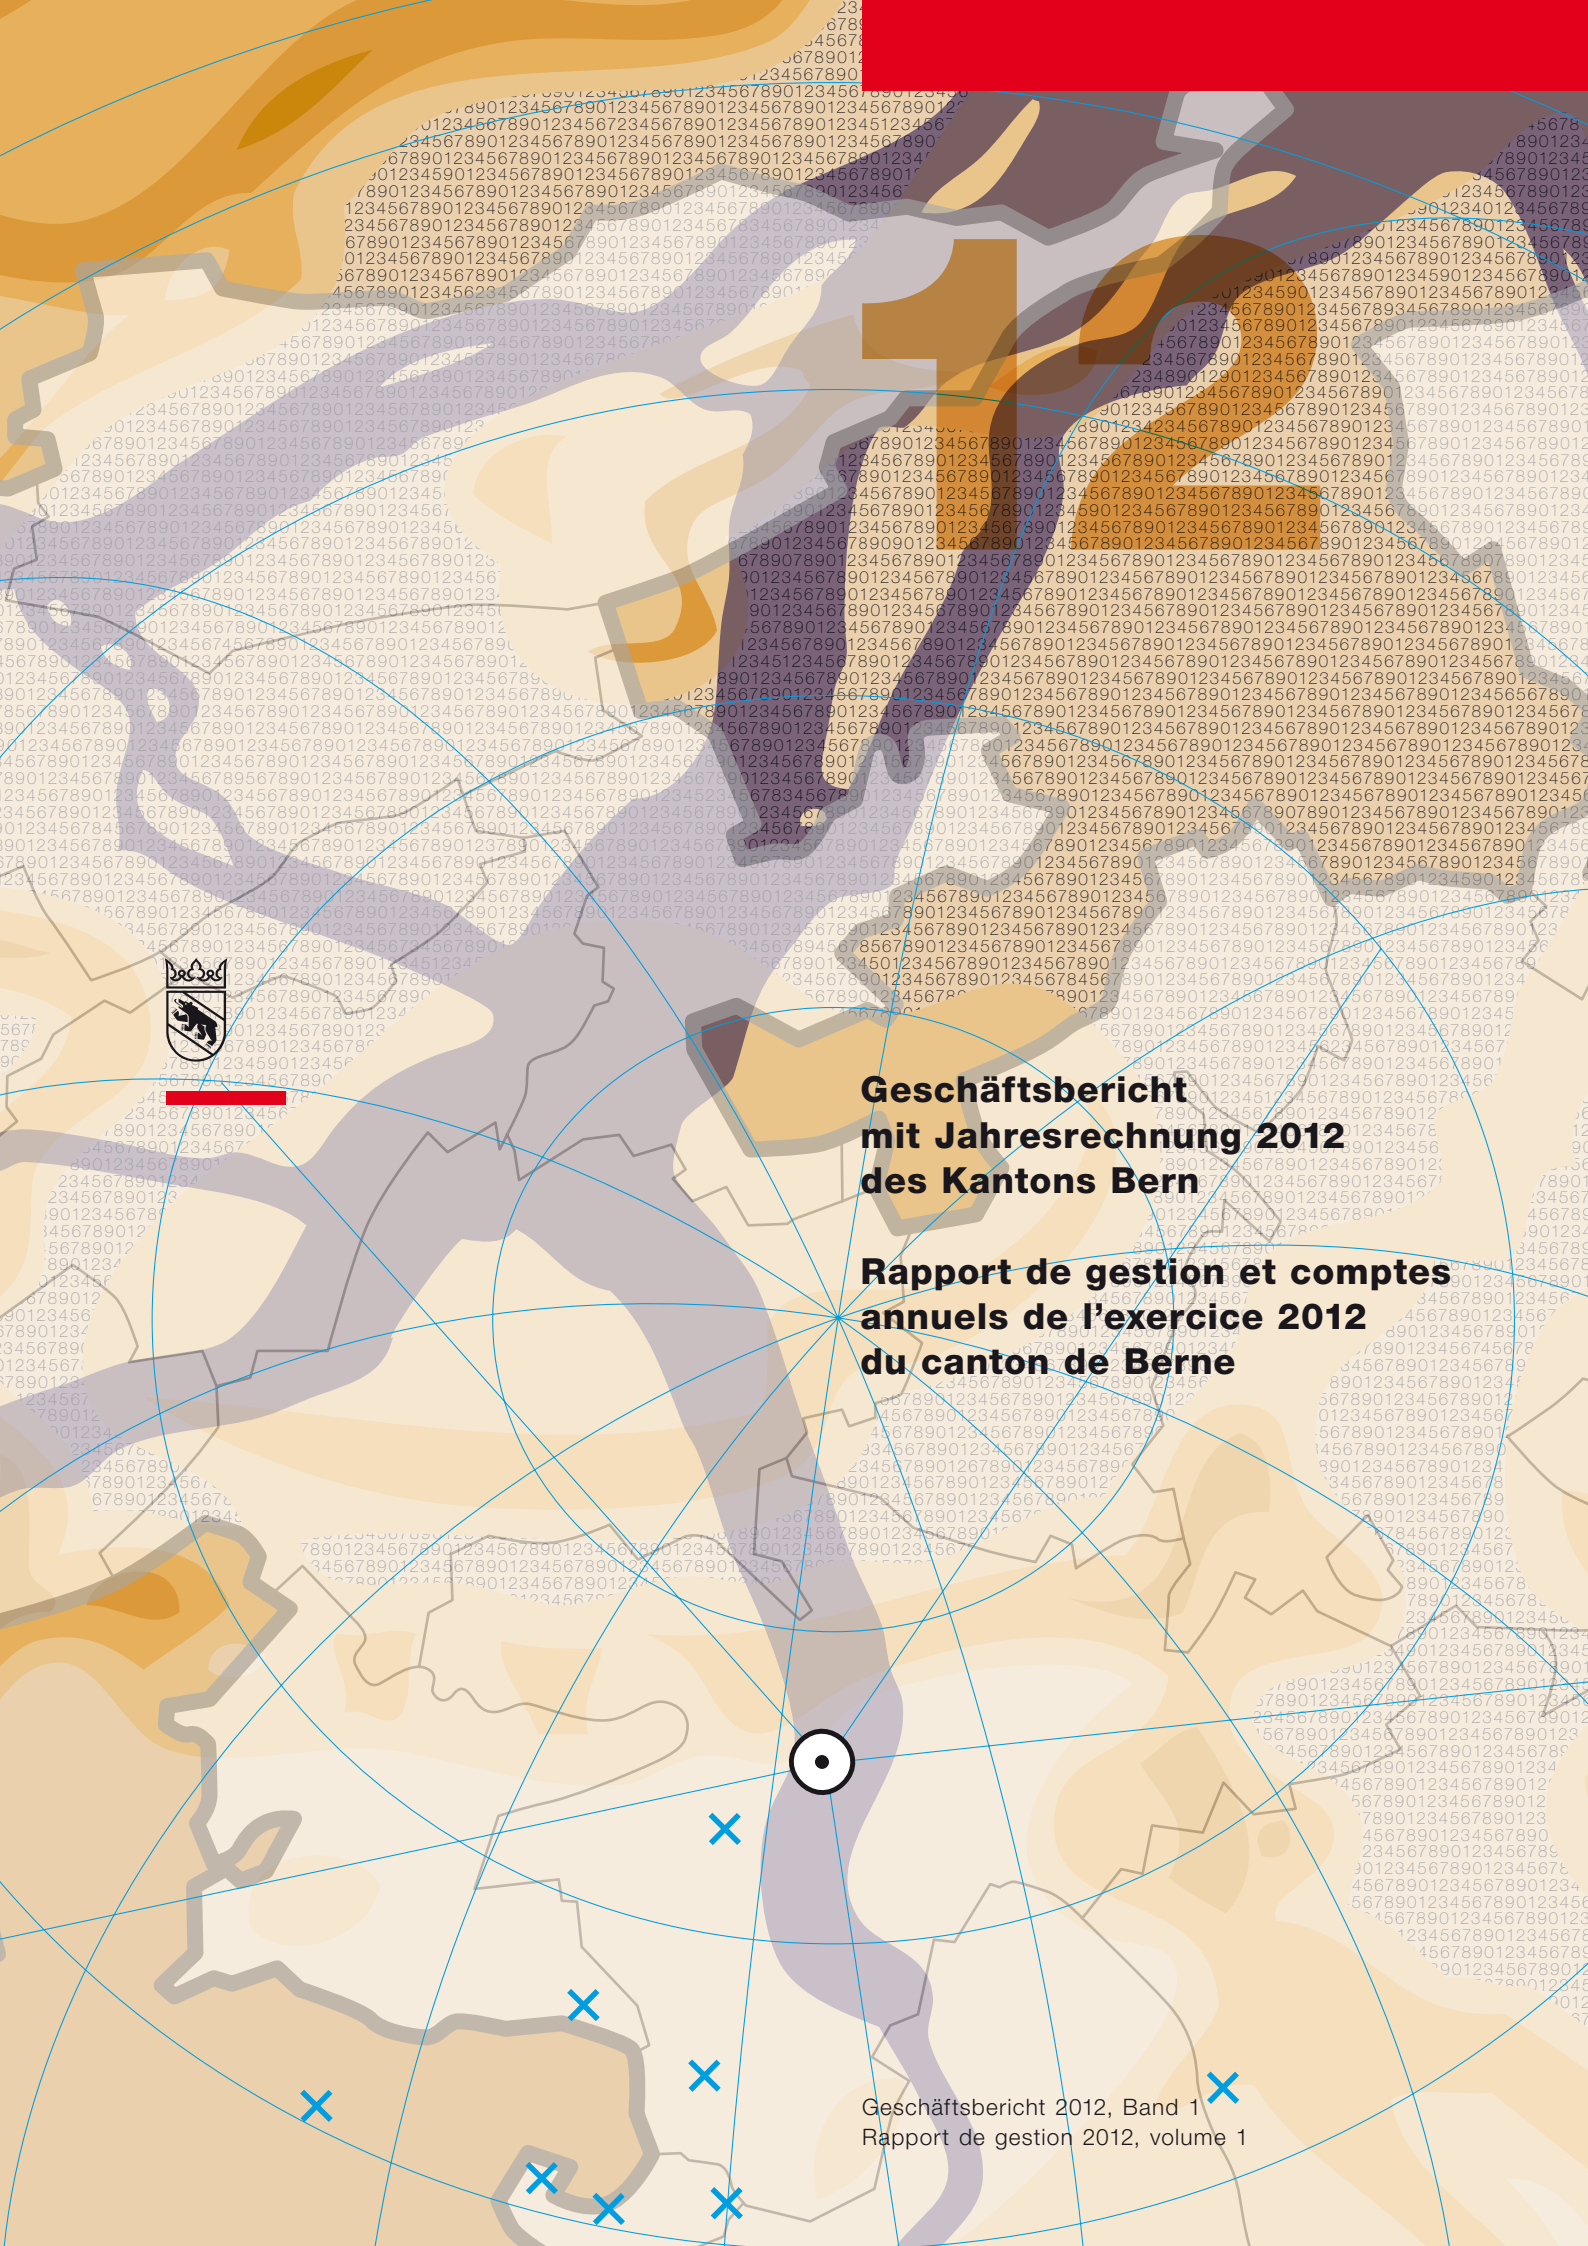 12
Geschäftsbericht
mit Jahresrechnung 2012
des Kantons Bern
Rapport de gestion et comptes
annuels de l’exercice 2012
du canton de Berne
Geschäftsbericht 2012, Band 1
Rapport de gestion 2012, volume 1